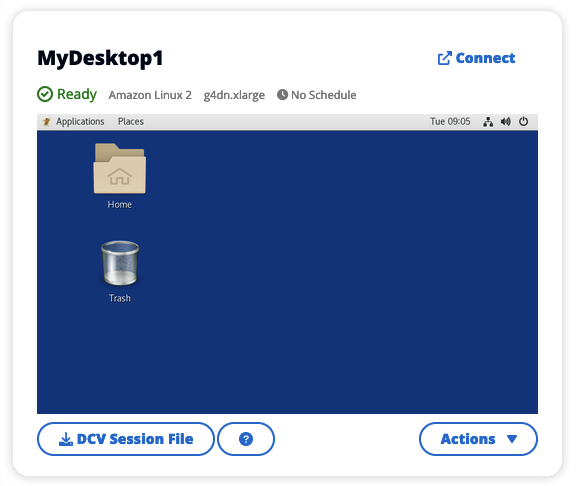 MyDesktop1 Connect
Ready Amazon Linux 2 g4dn.xlarge No Schedule
Applications Places Tue 09:05
Home
Trash
DCV Session File ? Actions